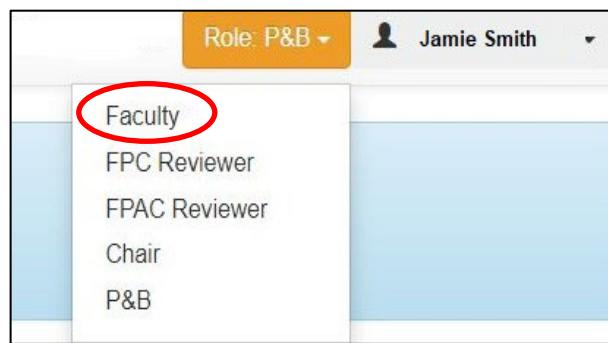 Role: P&B Jamie Smith
Faculty
FPC Reviewer
FPAC Reviewer
Chair
P&B